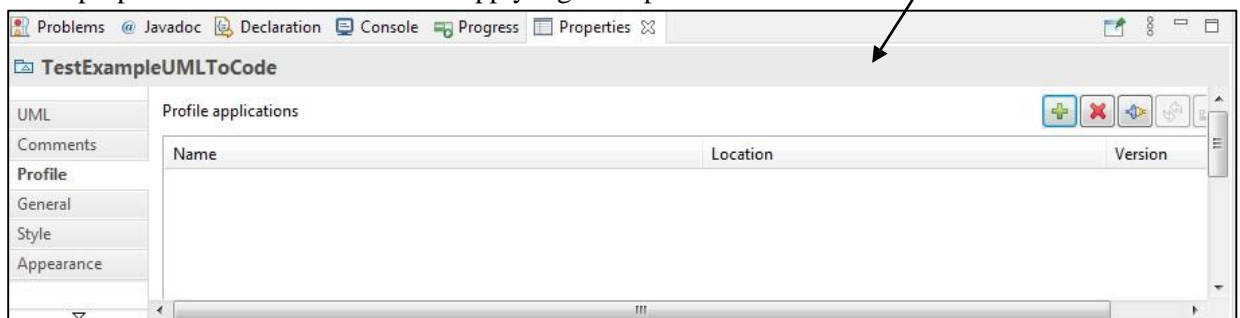 Problems @ Javadoc Declaration Console Progress Properties
TestExampleUMLToCode
UML
Profile applications
Comments
Name Location Version
Profile
General
Style
Appearance